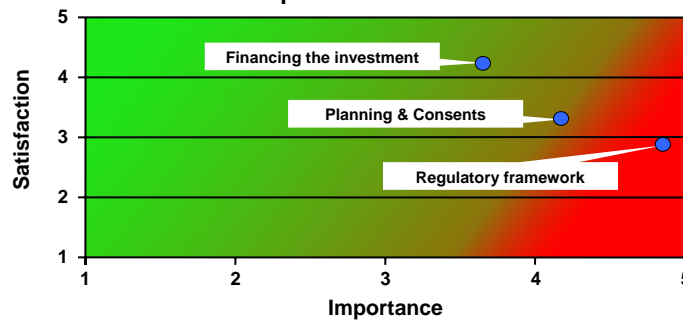 5
Financing the investment
4
Planning & Consents
3
Regulatory framework
2
1
Satisfaction
1 2 3 4 5
Importance